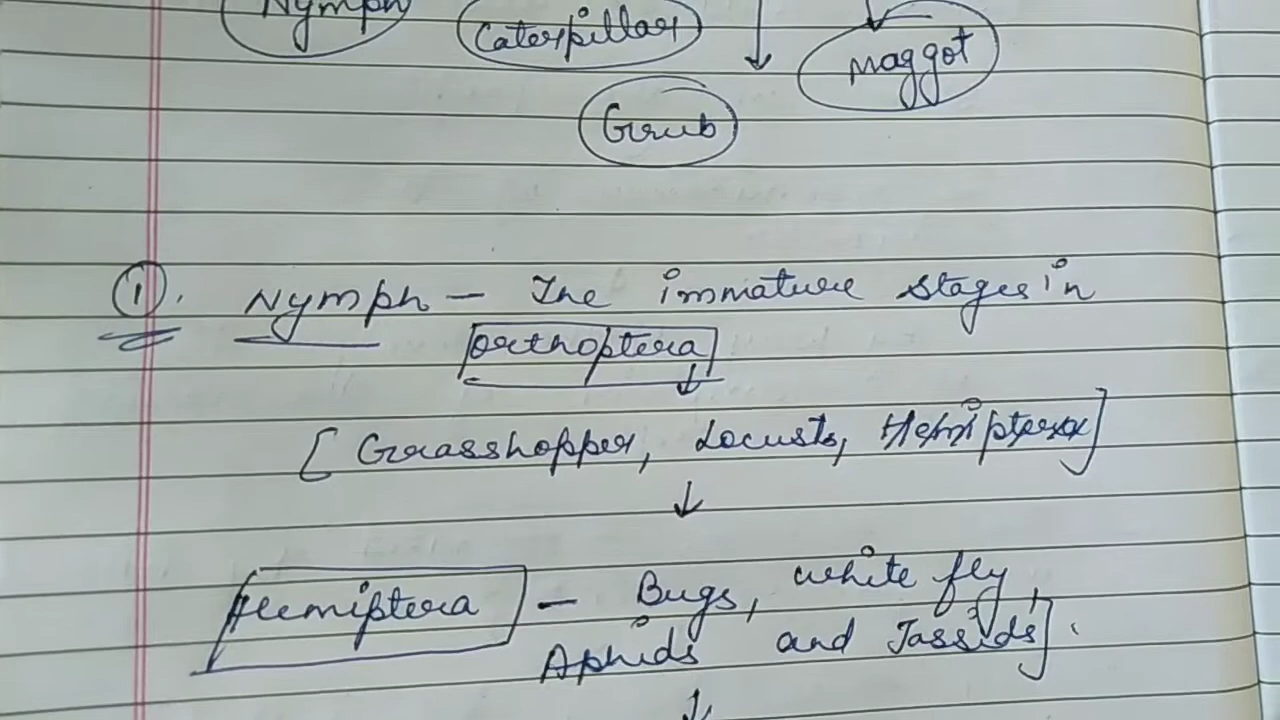 Nymph Caterpillar maggot
Grub
①. Nymph – The immature stages in
orthoptera
[Grasshopper, Locusts, Hemiptera]
Hemiptera – Bugs, white fly,
Aphids and Jassids].